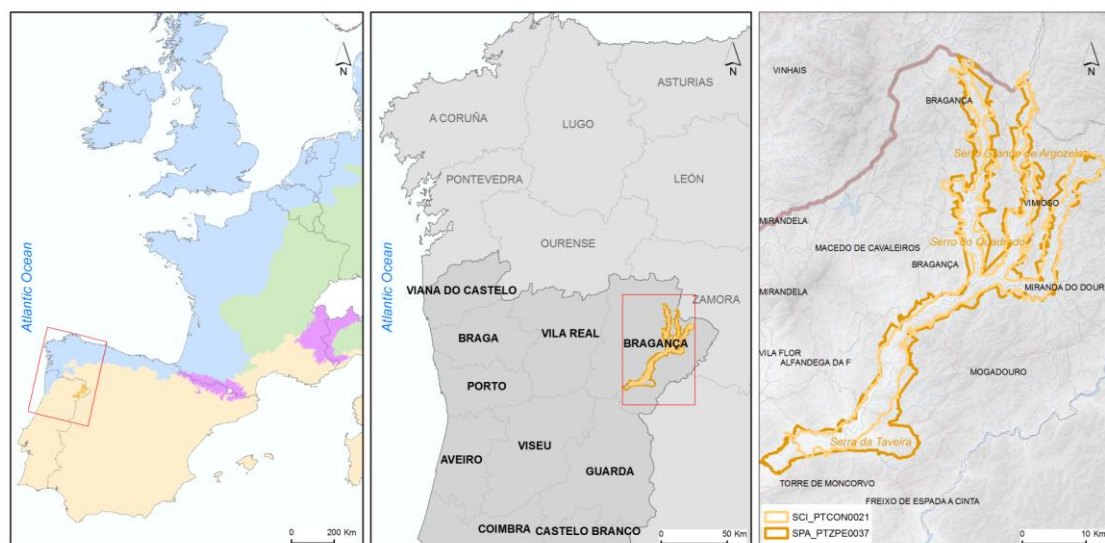 Atlantic Ocean
N
0
200 Km
Atlantic Ocean
N
ASTURIAS
A CORUÑA
LUGO
PONTEVEDRA
LEÓN
OURENSE
ZAMORA
VIANA DO CASTELO
BRAGA
VILA REAL
BRAGANÇA
PORTO
VISEU
AVEIRO
GUARDA
COIMBRA
CASTELO BRANCO
0
50 Km
N
VINHAIS
BRAGANÇA
Serro Grande de Argozelo
VIMIOSO
MIRANDELA
MACEDO DE CAVALEIROS
Serro do Quadrado
BRAGANÇA
MIRANDELA
MIRANDA DO DOUR
VILA FLOR
ALFANDEGA DA F
MOGADOURO
Serra da Taveira
TORRE DE MONCORVO
FREIXO DE ESPADA A CINTA
SCI_PTCON0021
SPA_PTZPE0037
0
10 Km